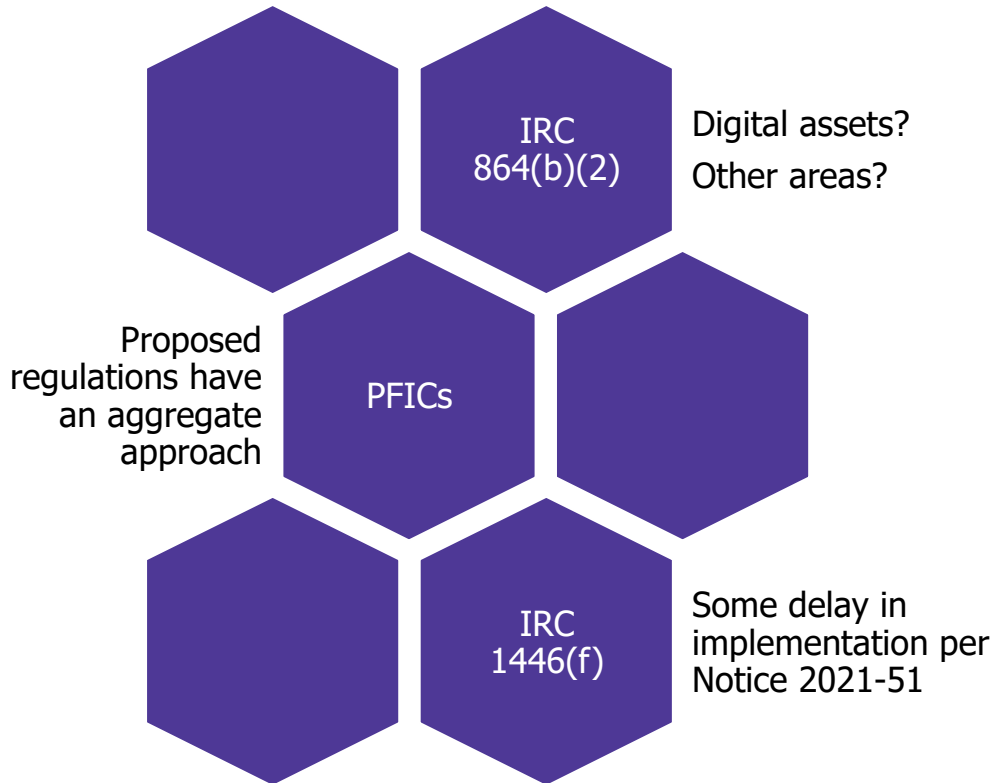 IRC
864(b)(2)
Digital assets?
Other areas?
Proposed
regulations have
an aggregate
approach
PFICs
IRC
1446(f)
Some delay in
implementation per
Notice 2021-51